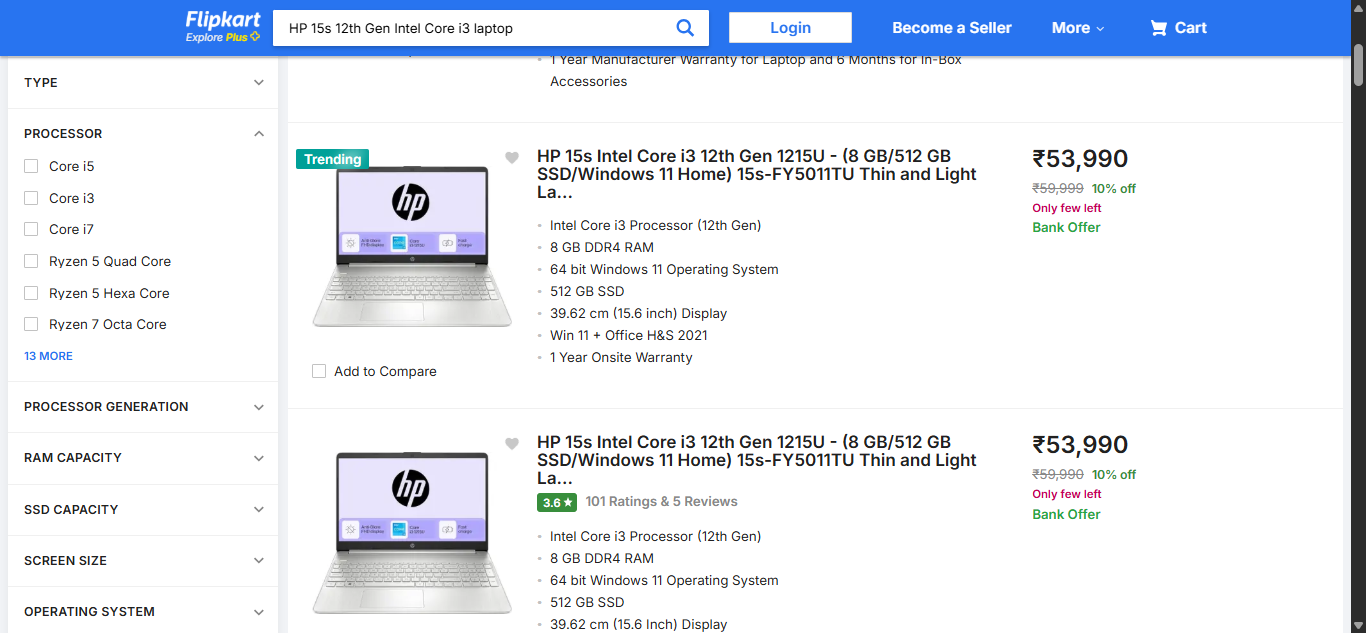 Flipkart
Explore Plus
HP 15s 12th Gen Intel Core i3 laptop
Login
Become a Seller
More
Cart
TYPE
PROCESSOR
Core i5
Core i3
Core i7
Ryzen 5 Quad Core
Ryzen 5 Hexa Core
Ryzen 7 Octa Core
13 MORE
PROCESSOR GENERATION
RAM CAPACITY
SSD CAPACITY
SCREEN SIZE
OPERATING SYSTEM
1 Year Manufacturer Warranty for Laptop and 6 Months for In-Box
Accessories
Trending
hp
Add to Compare
HP 15s Intel Core i3 12th Gen 1215U - (8 GB/512 GB
SSD/Windows 11 Home) 15s-FY5011TU Thin and Light
La...
Intel Core i3 Processor (12th Gen)
8 GB DDR4 RAM
64 bit Windows 11 Operating System
512 GB SSD
39.62 cm (15.6 inch) Display
Win 11 + Office H&S 2021
1 Year Onsite Warranty
₹53,990
₹59,999 10% off
Only few left
Bank Offer
hp
HP 15s Intel Core i3 12th Gen 1215U - (8 GB/512 GB
SSD/Windows 11 Home) 15s-FY5011TU Thin and Light
La...
3.6★ 101 Ratings & 5 Reviews
Intel Core i3 Processor (12th Gen)
8 GB DDR4 RAM
64 bit Windows 11 Operating System
512 GB SSD
39.62 cm (15.6 Inch) Display
₹53,990
₹59,990 10% off
Only few left
Bank Offer